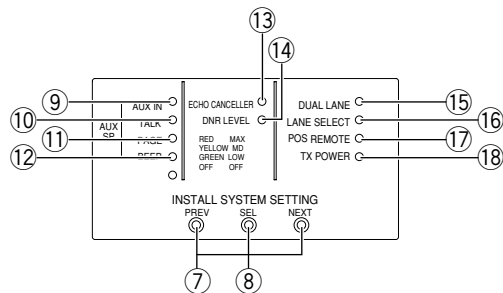 ⑬
⑭
⑨ AUX IN
ECHO CANCELLER
DUAL LANE ⑮
⑩ TALK
DNR LEVEL
LANE SELECT ⑯
AUX SP
⑪ PAGE
RED MAX
YELLOW MD
GREEN LOW
OFF OFF
POS REMOTE ⑰
⑫ BEEP
TX POWER ⑱
INSTALL SYSTEM SETTING
PREV SEL NEXT
⑦ ⑧